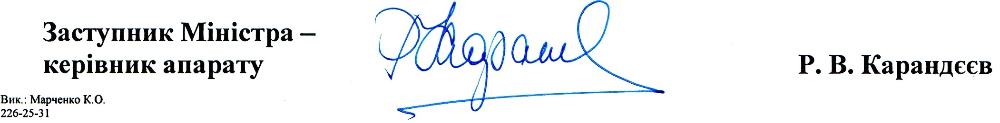 Заступник Міністра –
керівник апарату
Р. В. Карандєєв
Вик.: Марченко К.О.
226-25-31